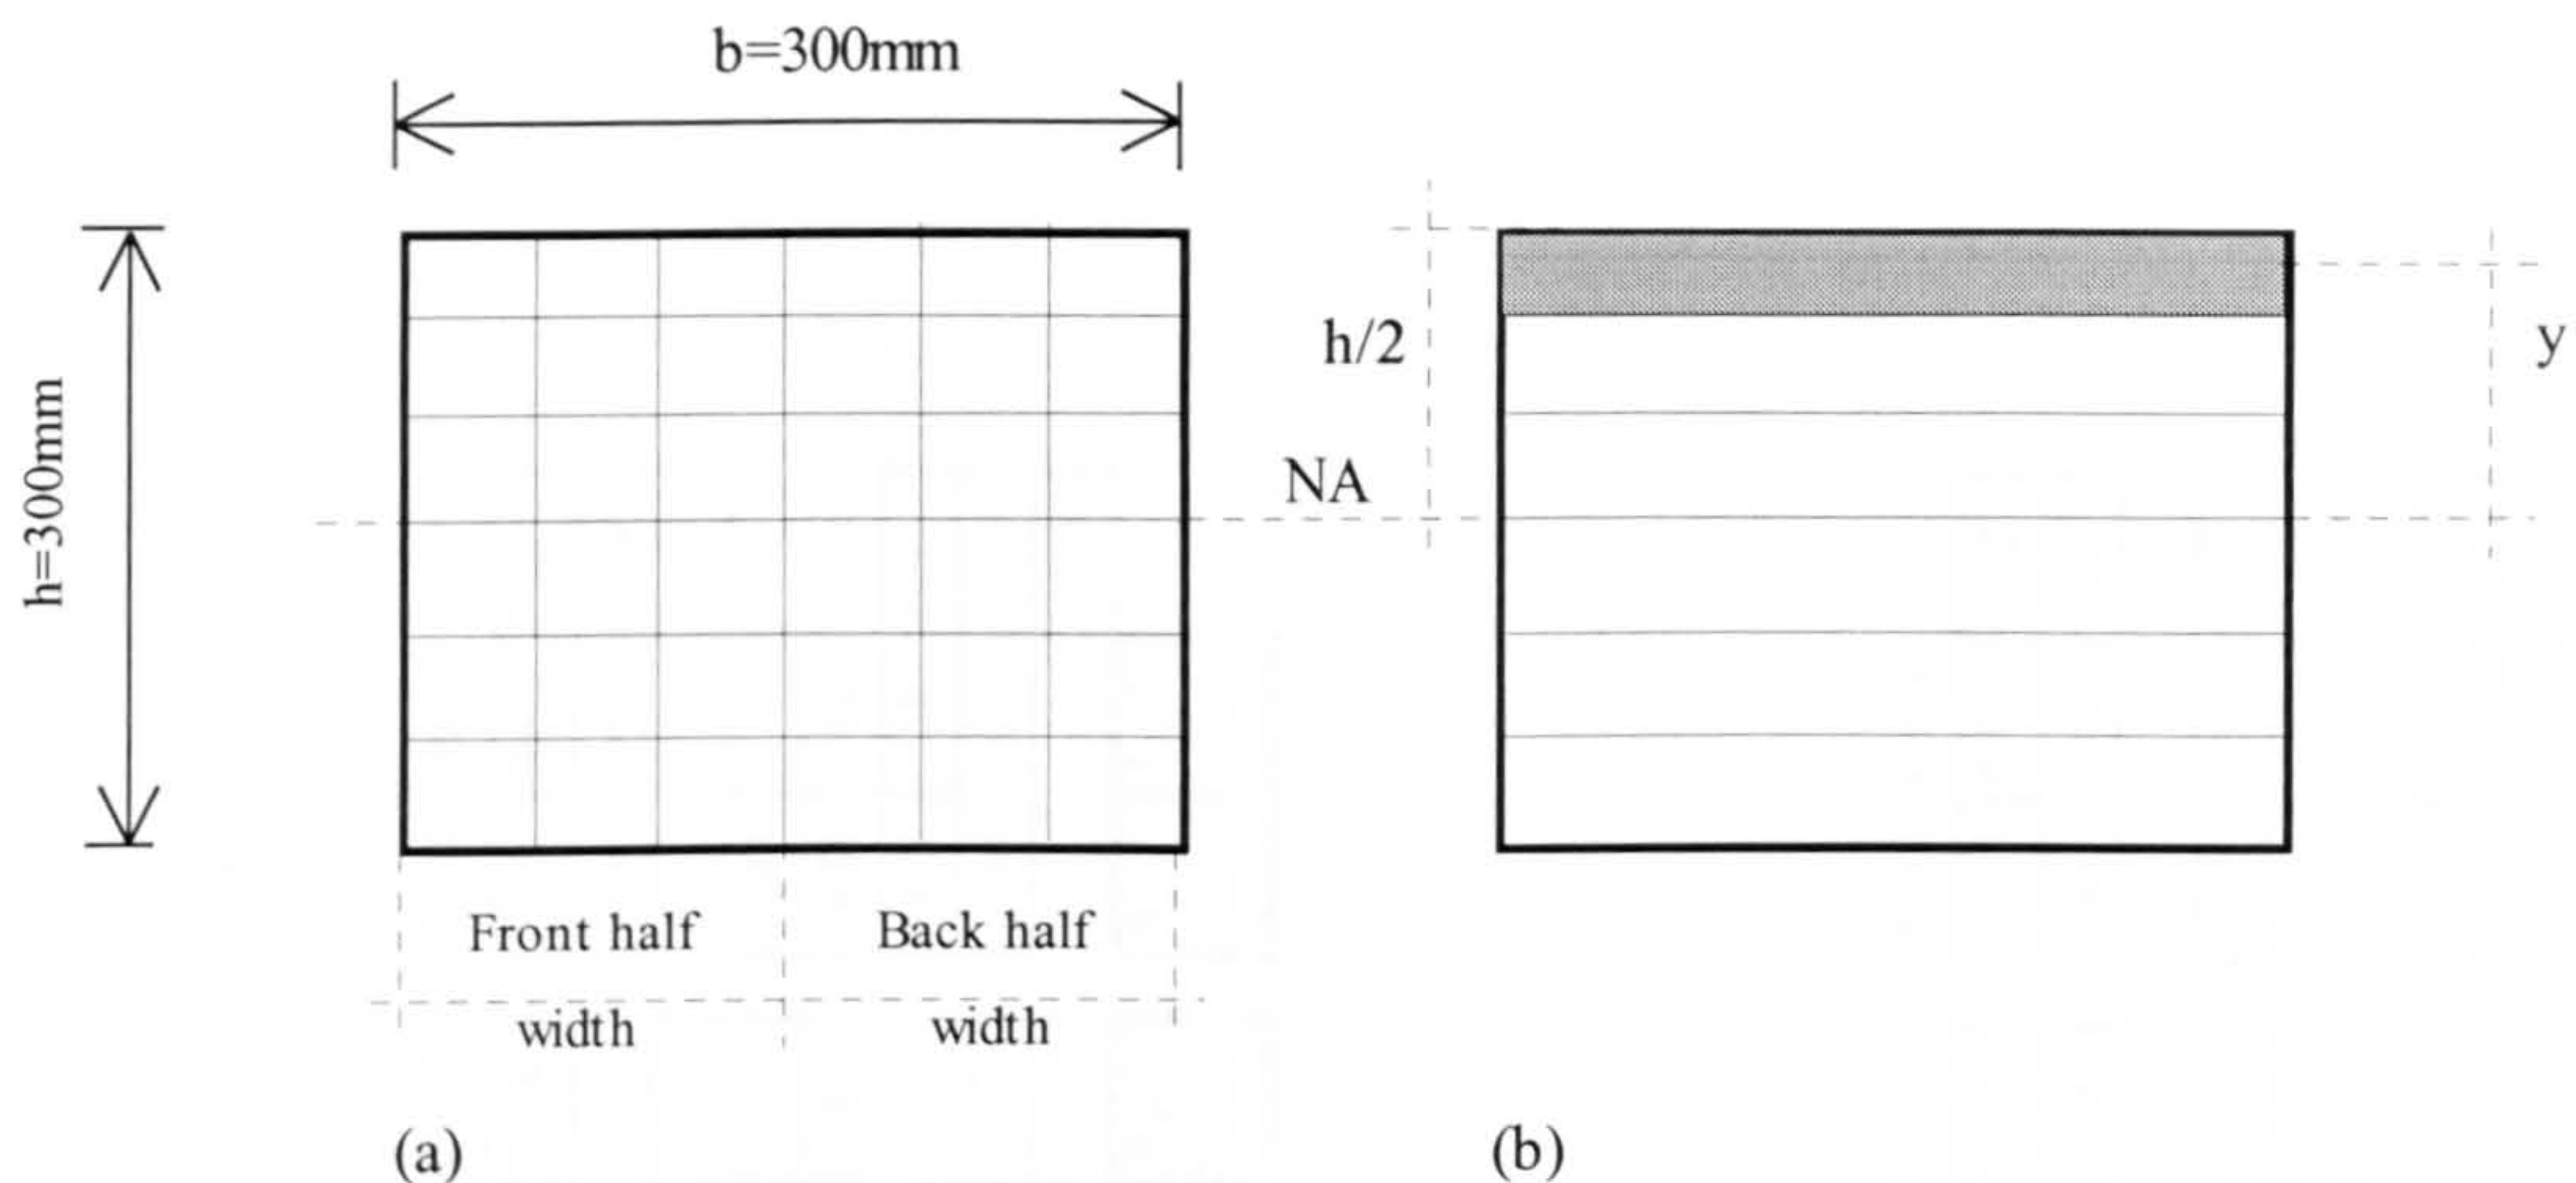 b=300mm
h=300mm
h/2
y
NA
Front half
width
Back half
width
(a)
(b)